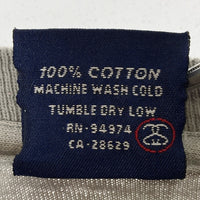 100% COTTON
MACHINE WASH COLD
TUMBLE DRY LOW
RN-94974
CA-28629